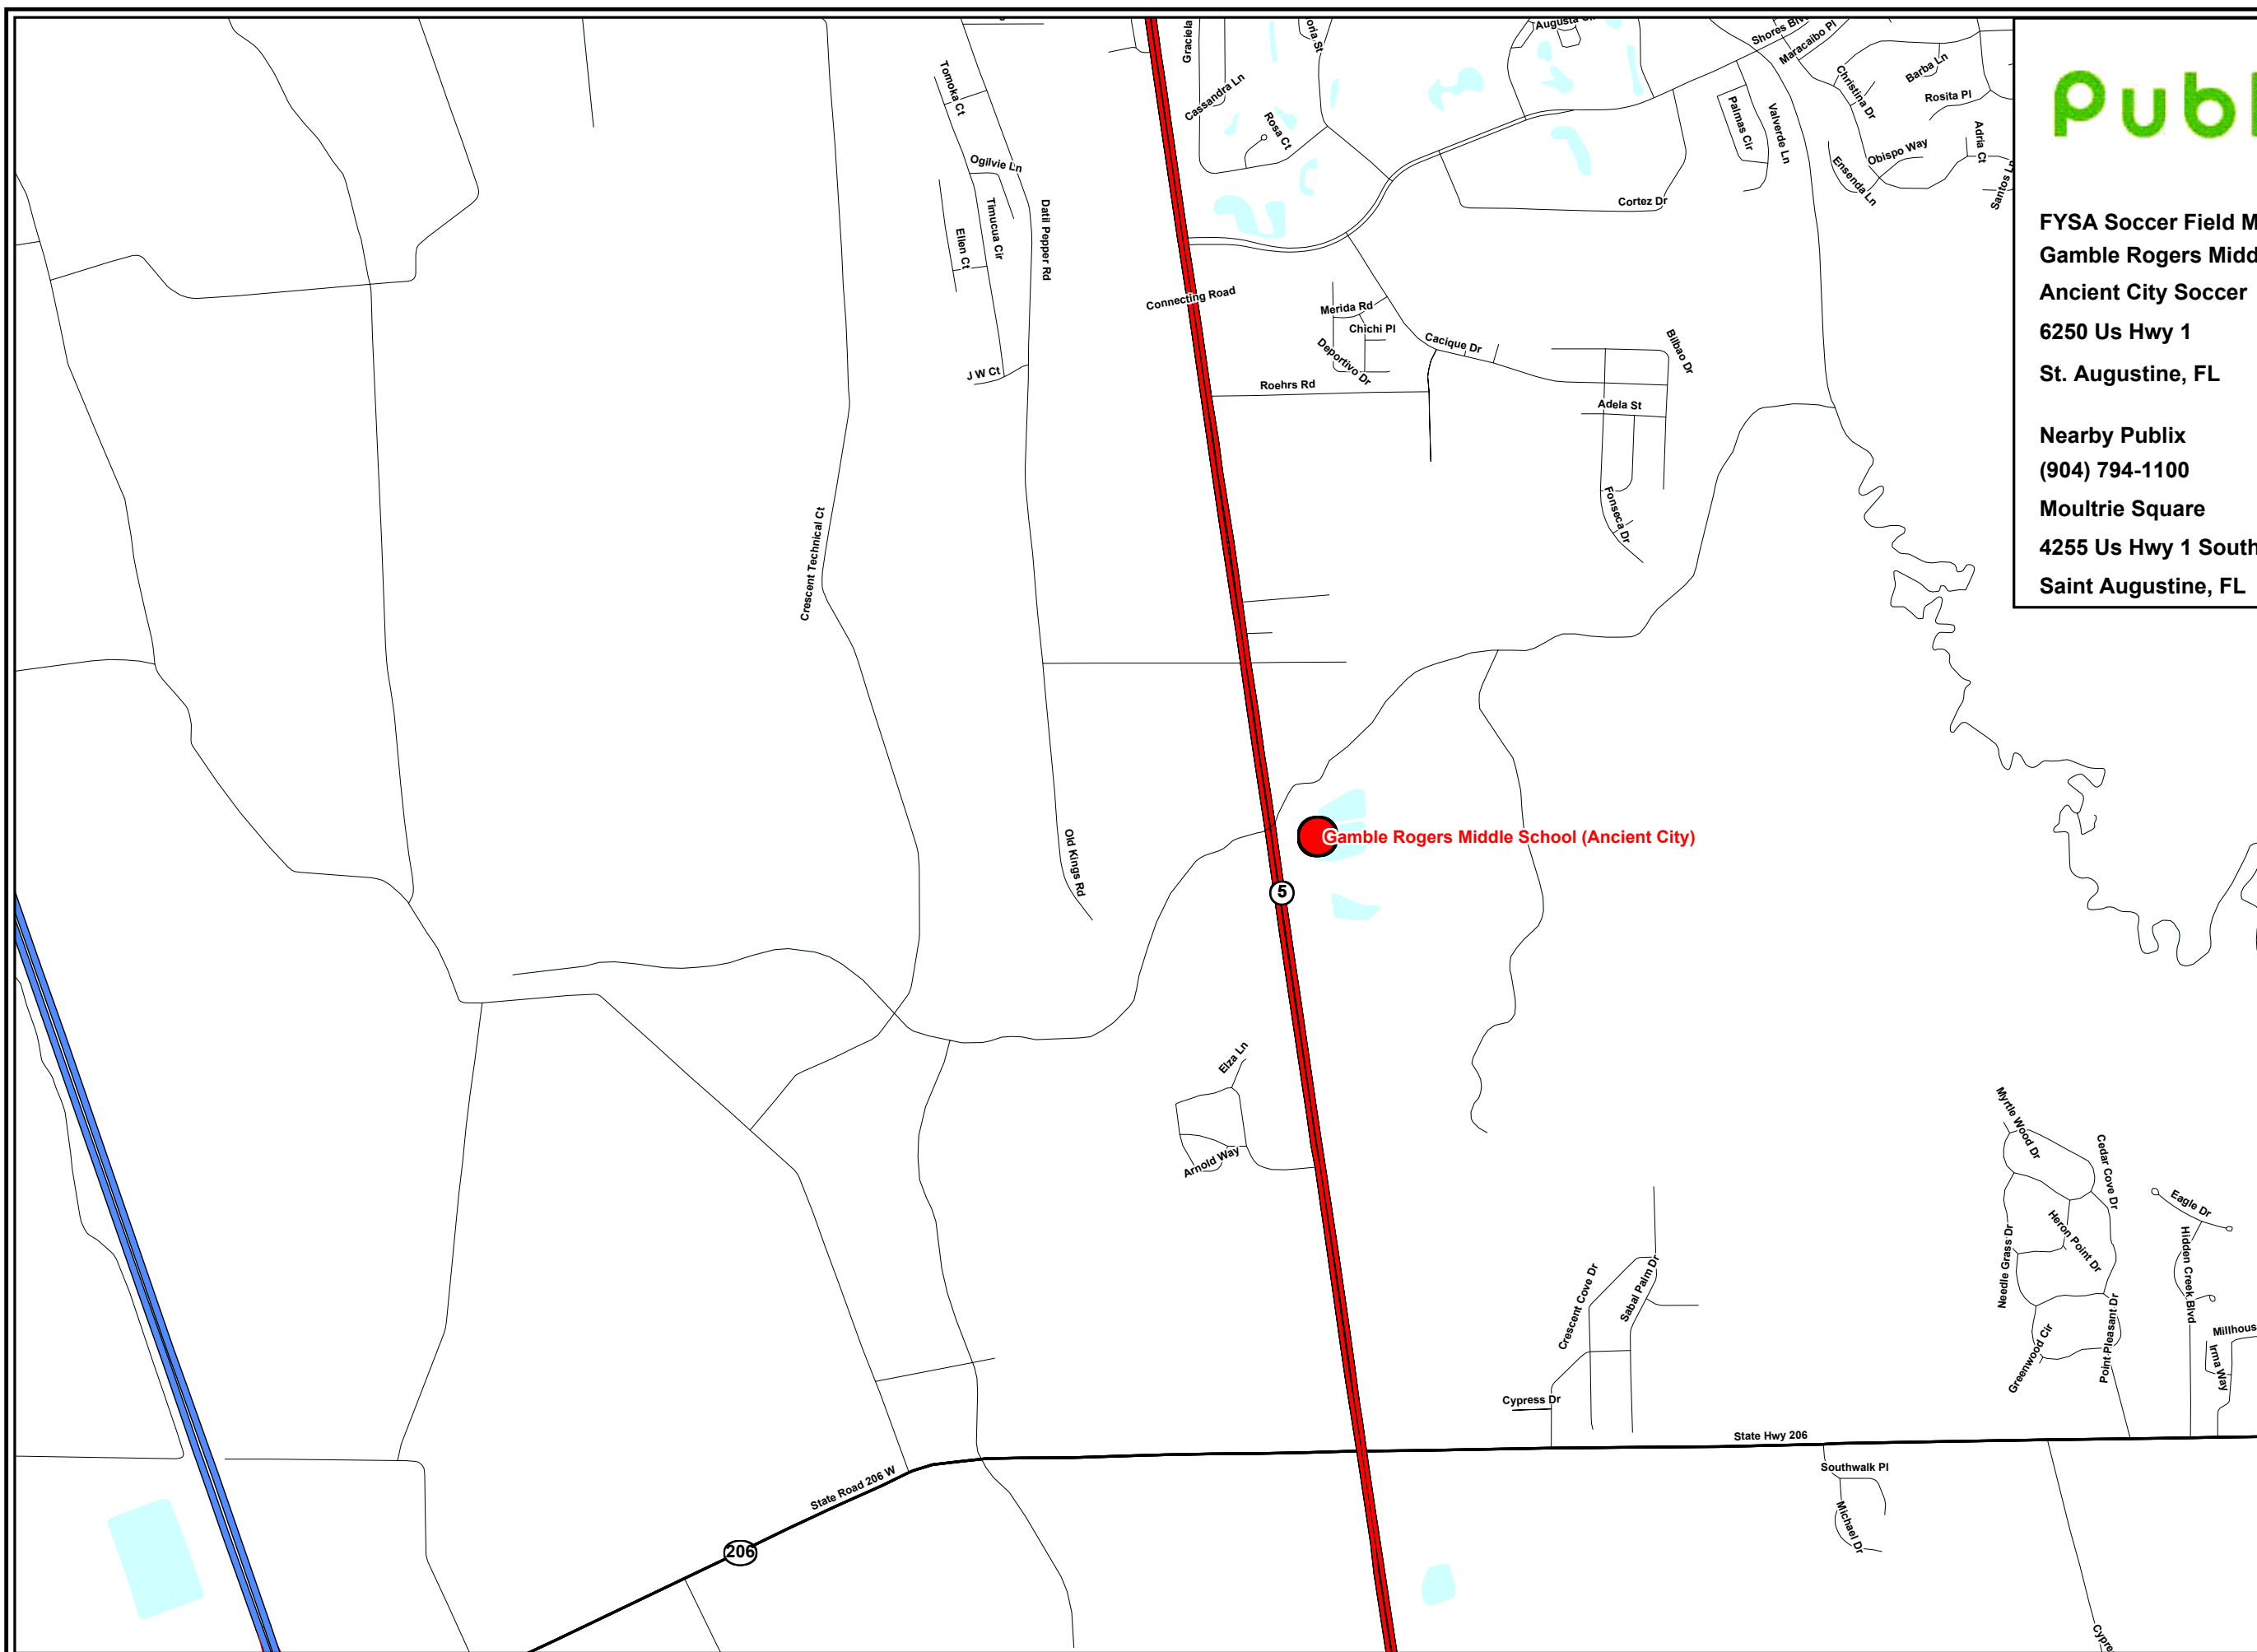 Publ
FYSA Soccer Field M
Gamble Rogers Midd
Ancient City Soccer
6250 Us Hwy 1
St. Augustine, FL
Nearby Publix
(904) 794-1100
Moultrie Square
4255 Us Hwy 1 South
Saint Augustine, FL
Graciela
oria St
Augusta
Shores Blv
Maracaibo Pl
Tomoka Ct
Cassandra Ln
Rosa Ct
Palmas Cir
Valverde Ln
Christina Dr
Barba Ln
Rosita Pl
Adria Ct
Obispo Way
Ensenda Ln
Santos L
Ogilvie Ln
Timucua Cir
Ellen Ct
Datil Pepper Rd
Cortez Dr
Connecting Road
Merida Rd
Chichi Pl
Deportivo Dr
Cacique Dr
Bilbao Dr
J W Ct
Roehrs Rd
Adela St
Fonseca Dr
Crescent Technical Ct
Old Kings Rd
Gamble Rogers Middle School (Ancient City)
5
Elza Ln
Arnold Way
Myrtle Wood Dr
Cedar Cove Dr
Eagle Dr
Heron Point Dr
Needle Grass Dr
Hidden Creek Blvd
Crescent Cove Dr
Sabal Palm Dr
Point Pleasant Dr
Greenwood Cir
Millhous
Irma Way
Cypress Dr
State Hwy 206
Southwalk Pl
Michael Dr
State Road 206 W
206
Cypre